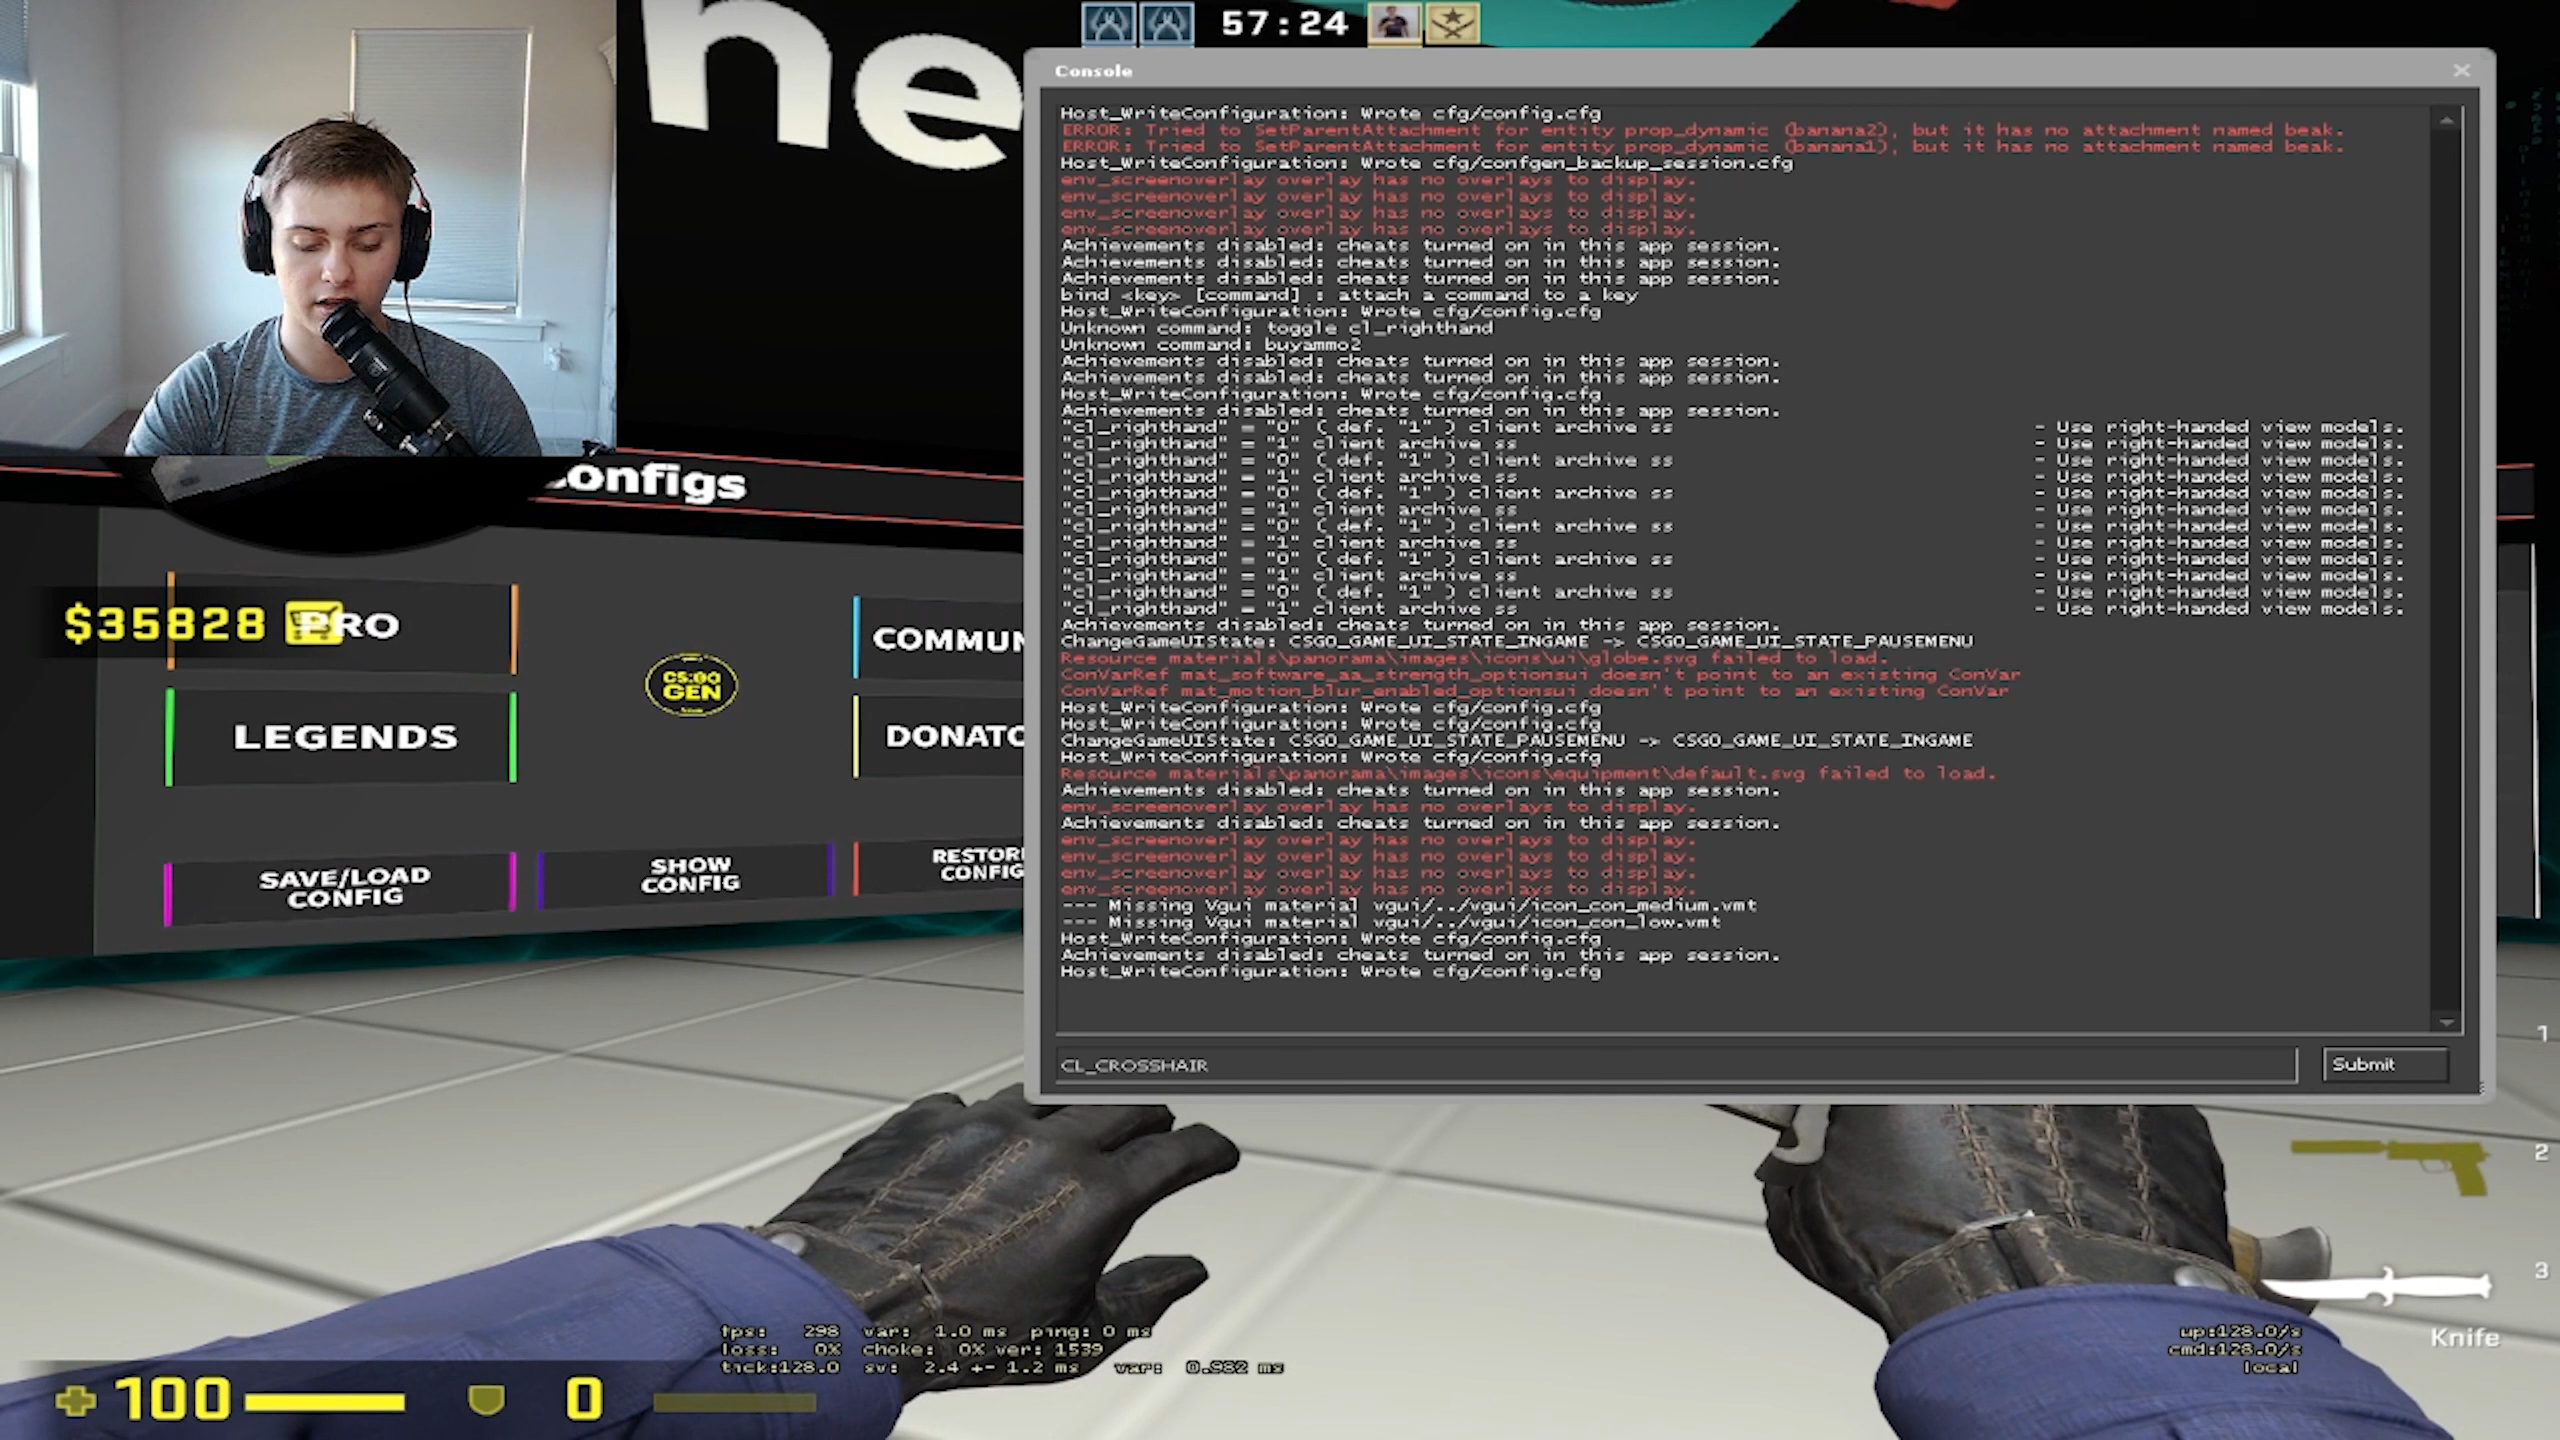 he
57:24
Console
Host_WriteConfiguration: Wrote cfg/config.cfg
ERROR: Tried to SetParentAttachment for entity prop_dynamic (banana2), but it has no attachment named beak.
ERROR: Tried to SetParentAttachment for entity prop_dynamic (banana1), but it has no attachment named beak.
Host_WriteConfiguration: Wrote cfg/confgen_backup_session.cfg
env_screenoverlay overlay has no overlays to display.
env_screenoverlay overlay has no overlays to display.
env_screenoverlay overlay has no overlays to display.
env_screenoverlay overlay has no overlays to display.
Achievements disabled: cheats turned on in this app session.
Achievements disabled: cheats turned on in this app session.
Achievements disabled: cheats turned on in this app session.
bind <key> [command] : attach a command to a key
Host_WriteConfiguration: Wrote cfg/config.cfg
Unknown command: toggle cl_righthand
Unknown command: buyammo2
Achievements disabled: cheats turned on in this app session.
Achievements disabled: cheats turned on in this app session.
Host_WriteConfiguration: Wrote cfg/config.cfg
Achievements disabled: cheats turned on in this app session.
"cl_righthand" = "0" ( def. "1" ) client archive ss - Use right-handed view models.
"cl_righthand" = "1" client archive ss - Use right-handed view models.
"cl_righthand" = "0" ( def. "1" ) client archive ss - Use right-handed view models.
"cl_righthand" = "1" client archive ss - Use right-handed view models.
"cl_righthand" = "0" ( def. "1" ) client archive ss - Use right-handed view models.
"cl_righthand" = "1" client archive ss - Use right-handed view models.
"cl_righthand" = "0" ( def. "1" ) client archive ss - Use right-handed view models.
"cl_righthand" = "1" client archive ss - Use right-handed view models.
"cl_righthand" = "0" ( def. "1" ) client archive ss - Use right-handed view models.
"cl_righthand" = "1" client archive ss - Use right-handed view models.
"cl_righthand" = "0" ( def. "1" ) client archive ss - Use right-handed view models.
"cl_righthand" = "1" client archive ss - Use right-handed view models.
Achievements disabled: cheats turned on in this app session.
ChangeGameUIState: CSGO_GAME_UI_STATE_INGAME -> CSGO_GAME_UI_STATE_PAUSEMENU
Resource materials\panorama\images\icons\ui\globe.svg failed to load.
ConVarRef mat_software_aa_strength_optionsui doesn't point to an existing ConVar
ConVarRef mat_motion_blur_enabled_optionsui doesn't point to an existing ConVar
Host_WriteConfiguration: Wrote cfg/config.cfg
Host_WriteConfiguration: Wrote cfg/config.cfg
ChangeGameUIState: CSGO_GAME_UI_STATE_PAUSEMENU -> CSGO_GAME_UI_STATE_INGAME
Host_WriteConfiguration: Wrote cfg/config.cfg
Resource materials\panorama\images\icons\equipment\default.svg failed to load.
Achievements disabled: cheats turned on in this app session.
env_screenoverlay overlay has no overlays to display.
Achievements disabled: cheats turned on in this app session.
env_screenoverlay overlay has no overlays to display.
env_screenoverlay overlay has no overlays to display.
env_screenoverlay overlay has no overlays to display.
env_screenoverlay overlay has no overlays to display.
--- Missing Vgui material vgui/../vgui/icon_con_medium.vmt
--- Missing Vgui material vgui/../vgui/icon_con_low.vmt
Host_WriteConfiguration: Wrote cfg/config.cfg
Achievements disabled: cheats turned on in this app session.
Host_WriteConfiguration: Wrote cfg/config.cfg
CL_CROSSHAIR
Submit
onfigs
$35828
PRO
COMMUN
CS:GO
GEN
LEGENDS
DONATO
SAVE/LOAD
CONFIG
SHOW
CONFIG
RESTOR
CONFIG
1
2
3
Knife
fps: 298 var: 1.0 ms ping: 0 ms
loss: 0% choke: 0% ver: 1539
tick:128.0 sv: 2.4 +- 1.2 ms var: 0.982 ms
up:128.0/s
cmd:128.0/s
local
100
0